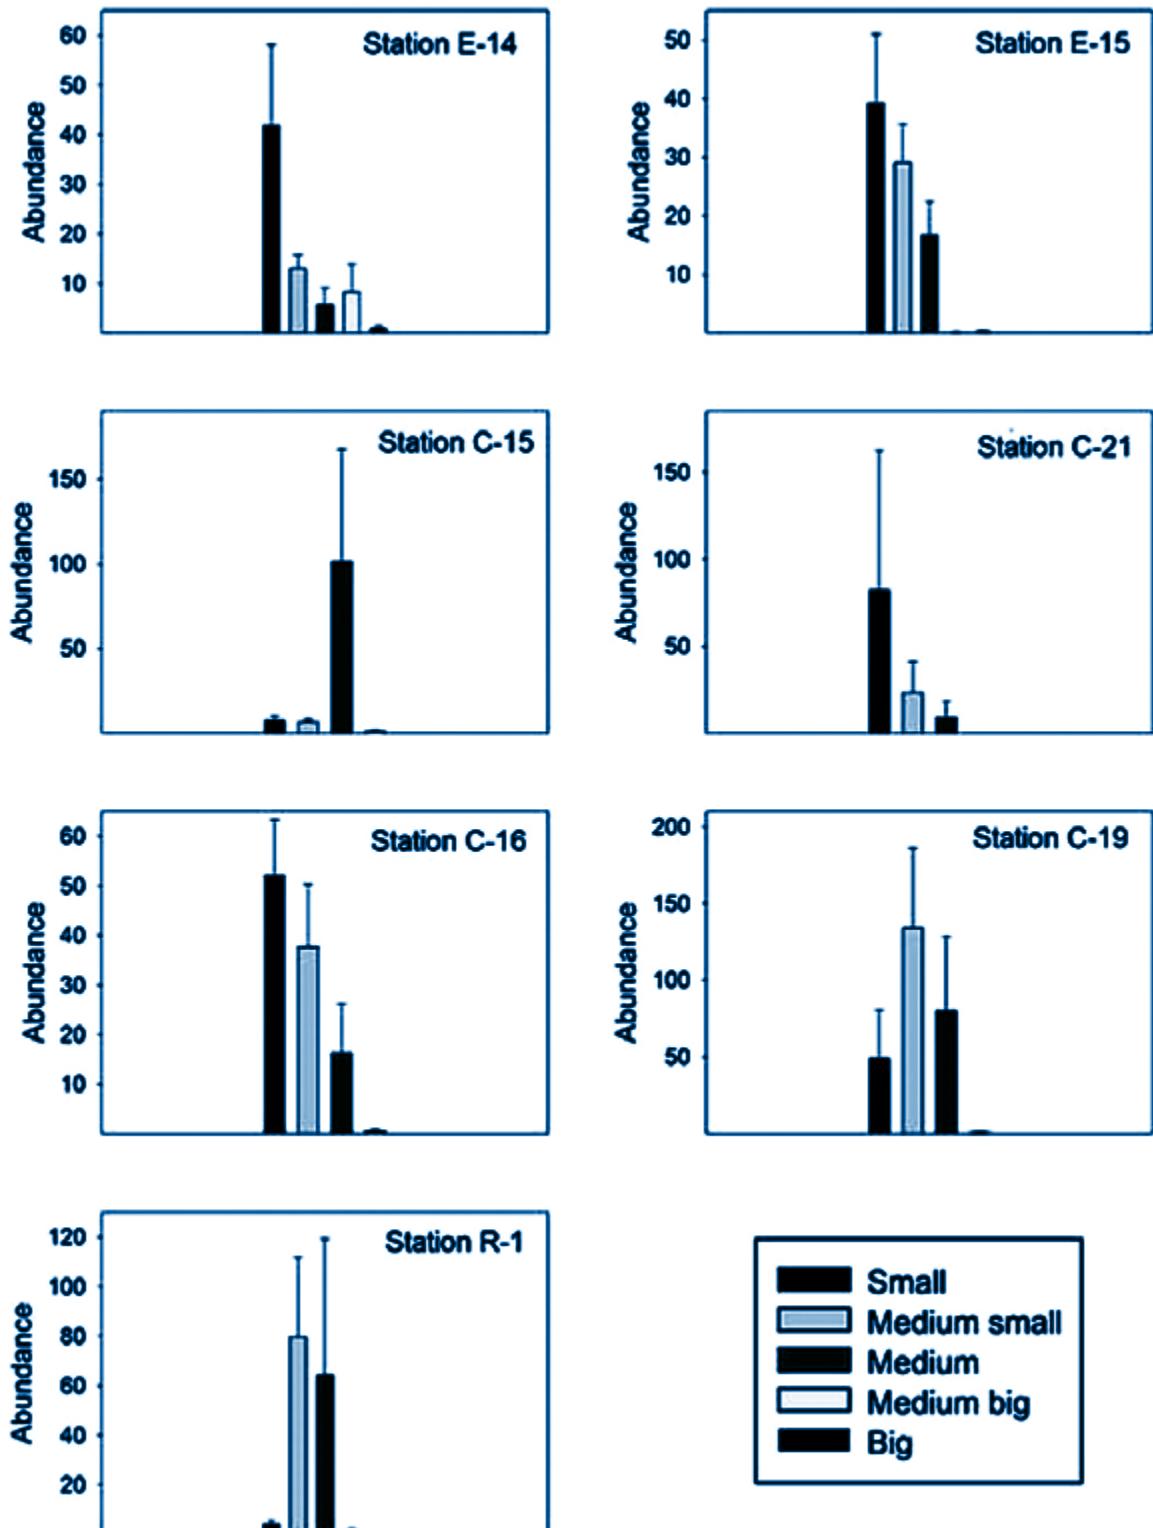 Station E-14
Abundance
60
50
40
30
20
10
Station E-15
Abundance
50
40
30
20
10
Station C-15
Abundance
150
100
50
Station C-21
Abundance
150
100
50
Station C-16
Abundance
60
50
40
30
20
10
Station C-19
Abundance
200
150
100
50
Station R-1
Abundance
120
100
80
60
40
20
Small
Medium small
Medium
Medium big
Big